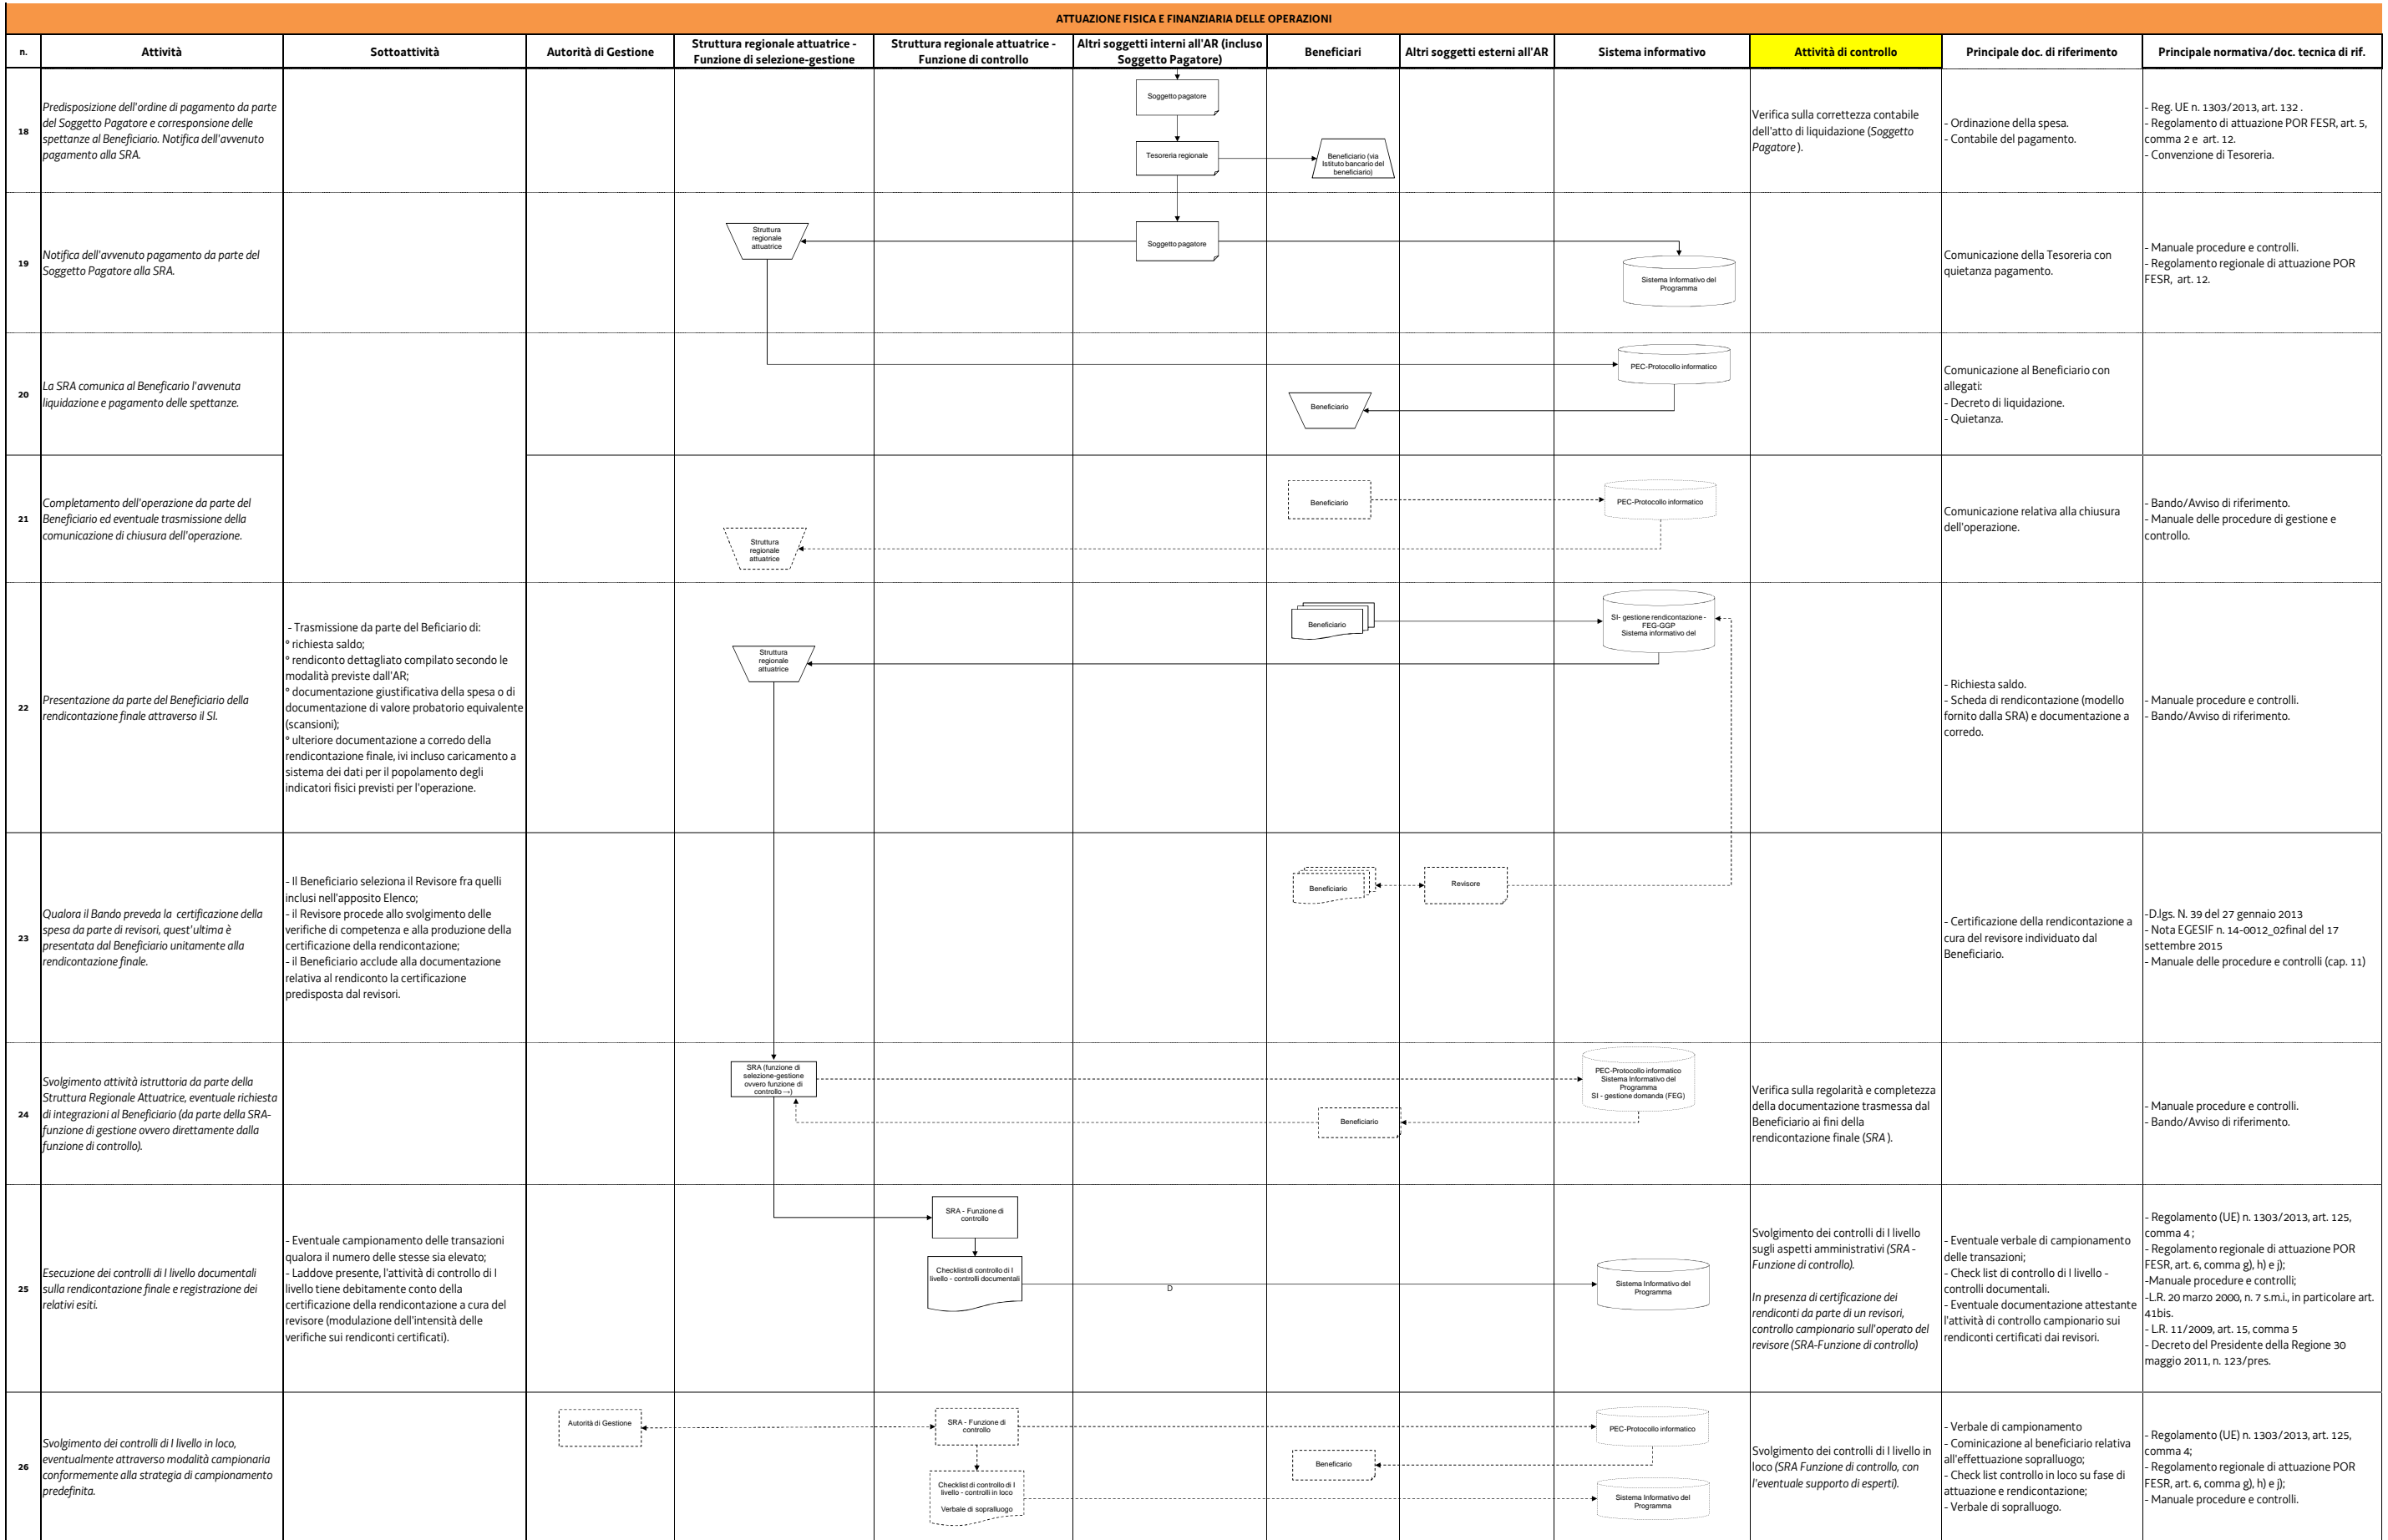 ATTUAZIONE FISICA E FINANZIARIA DELLE OPERAZIONI
n.
Attività
Sottoattività
Autorità di Gestione
Struttura regionale attuatrice -
Funzione di selezione-gestione
Struttura regionale attuatrice -
Funzione di controllo
Altri soggetti interni all'AR (incluso
Soggetto Pagatore)
Beneficiari
Altri soggetti esterni all'AR
Sistema informativo
Attività di controllo
Principale doc. di riferimento
Principale normativa/doc. tecnica di rif.
18
Predisposizione dell'ordine di pagamento da parte
del Soggetto Pagatore e corresponsione delle
spettanze al Beneficiario. Notifica dell'avvenuto
pagamento alla SRA.
Soggetto pagatore
Tesoreria regionale
Beneficiario (via
Istituto bancario del
beneficiario)
Verifica sulla correttezza contabile
dell'atto di liquidazione (Soggetto
Pagatore ).
- Ordinazione della spesa.
- Contabile del pagamento.
- Reg. UE n. 1303/2013, art. 132 .
- Regolamento di attuazione POR FESR, art. 5,
comma 2 e art. 12.
- Convenzione di Tesoreria.
19
Notifica dell'avvenuto pagamento da parte del
Soggetto Pagatore alla SRA.
Struttura
regionale
attuatrice
Soggetto pagatore
Sistema Informativo del
Programma
Comunicazione della Tesoreria con
quietanza pagamento.
- Manuale procedure e controlli.
- Regolamento regionale di attuazione POR
FESR, art. 12.
20
La SRA comunica al Beneficario l'avvenuta
liquidazione e pagamento delle spettanze.
PEC-Protocollo informatico
Beneficiario
Comunicazione al Beneficiario con
allegati:
- Decreto di liquidazione.
- Quietanza.
21
Completamento dell'operazione da parte del
Beneficiario ed eventuale trasmissione della
comunicazione di chiusura dell'operazione.
Beneficiario
PEC-Protocollo informatico
Struttura
regionale
attuatrice
Comunicazione relativa alla chiusura
dell'operazione.
- Bando/Avviso di riferimento.
- Manuale delle procedure di gestione e
controllo.
22
Presentazione da parte del Beneficiario della
rendicontazione finale attraverso il SI.
- Trasmissione da parte del Beficiario di:
° richiesta saldo;
° rendiconto dettagliato compilato secondo le
modalità previste dall'AR;
° documentazione giustificativa della spesa o di
documentazione di valore probatorio equivalente
(scansioni);
° ulteriore documentazione a corredo della
rendicontazione finale, ivi incluso caricamento a
sistema dei dati per il popolamento degli
indicatori fisici previsti per l'operazione.
Struttura
regionale
attuatrice
Beneficiario
SI- gestione rendicontazione -
FEG-GGP
Sistema informativo del
- Richiesta saldo.
- Scheda di rendicontazione (modello
fornito dalla SRA) e documentazione a
corredo.
- Manuale procedure e controlli.
- Bando/Avviso di riferimento.
23
Qualora il Bando preveda la certificazione della
spesa da parte di revisori, quest'ultima è
presentata dal Beneficiario unitamente alla
rendicontazione finale.
- Il Beneficiario seleziona il Revisore fra quelli
inclusi nell'apposito Elenco;
- il Revisore procede allo svolgimento delle
verifiche di competenza e alla produzione della
certificazione della rendicontazione;
- il Beneficiario acclude alla documentazione
relativa al rendiconto la certificazione
predisposta dal revisori.
Beneficiario
Revisore
- Certificazione della rendicontazione a
cura del revisore individuato dal
Beneficiario.
-D.lgs. N. 39 del 27 gennaio 2013
- Nota EGESIF n. 14-0012_02final del 17
settembre 2015
- Manuale delle procedure e controlli (cap. 11)
24
Svolgimento attività istruttoria da parte della
Struttura Regionale Attuatrice, eventuale richiesta
di integrazioni al Beneficiario (da parte della SRA-
funzione di gestione ovvero direttamente dalla
funzione di controllo).
SRA (funzione di
selezione-gestione
ovvero funzione di
controllo →)
Beneficiario
PEC-Protocollo informatico
Sistema Informativo del
Programma
SI - gestione domanda (FEG)
Verifica sulla regolarità e completezza
della documentazione trasmessa dal
Beneficiario ai fini della
rendicontazione finale (SRA ).
- Manuale procedure e controlli.
- Bando/Avviso di riferimento.
25
Esecuzione dei controlli di I livello documentali
sulla rendicontazione finale e registrazione dei
relativi esiti.
- Eventuale campionamento delle transazioni
qualora il numero delle stesse sia elevato;
- Laddove presente, l'attività di controllo di I
livello tiene debitamente conto della
certificazione della rendicontazione a cura del
revisore (modulazione dell'intensità delle
verifiche sui rendiconti certificati).
SRA - Funzione di
controllo
Checklist di controllo di I
livello - controlli documentali
D
Sistema Informativo del
Programma
Svolgimento dei controlli di I livello
sugli aspetti amministrativi (SRA -
Funzione di controllo).
In presenza di certificazione dei
rendiconti da parte di un revisori,
controllo campionario sull'operato del
revisore (SRA-Funzione di controllo)
- Eventuale verbale di campionamento
delle transazioni;
- Check list di controllo di I livello -
controlli documentali.
- Eventuale documentazione attestante
l'attività di controllo campionario sui
rendiconti certificati dai revisori.
- Regolamento (UE) n. 1303/2013, art. 125,
comma 4 ;
- Regolamento regionale di attuazione POR
FESR, art. 6, comma g), h) e j);
-Manuale procedure e controlli;
-L.R. 20 marzo 2000, n. 7 s.m.i., in particolare art.
41bis.
- L.R. 11/2009, art. 15, comma 5
- Decreto del Presidente della Regione 30
maggio 2011, n. 123/pres.
26
Svolgimento dei controlli di I livello in loco,
eventualmente attraverso modalità campionaria
conformemente alla strategia di campionamento
predefinita.
Autorità di Gestione
SRA - Funzione di
controllo
Checklist di controllo di I
livello - controlli in loco
Verbale di sopralluogo
Beneficiario
PEC-Protocollo informatico
Sistema Informativo del
Programma
Svolgimento dei controlli di I livello in
loco (SRA Funzione di controllo, con
l'eventuale supporto di esperti).
- Verbale di campionamento
- Cominicazione al beneficiario relativa
all'effettuazione sopralluogo;
- Check list controllo in loco su fase di
attuazione e rendicontazione;
- Verbale di sopralluogo.
- Regolamento (UE) n. 1303/2013, art. 125,
comma 4;
- Regolamento regionale di attuazione POR
FESR, art. 6, comma g), h) e j);
- Manuale procedure e controlli.